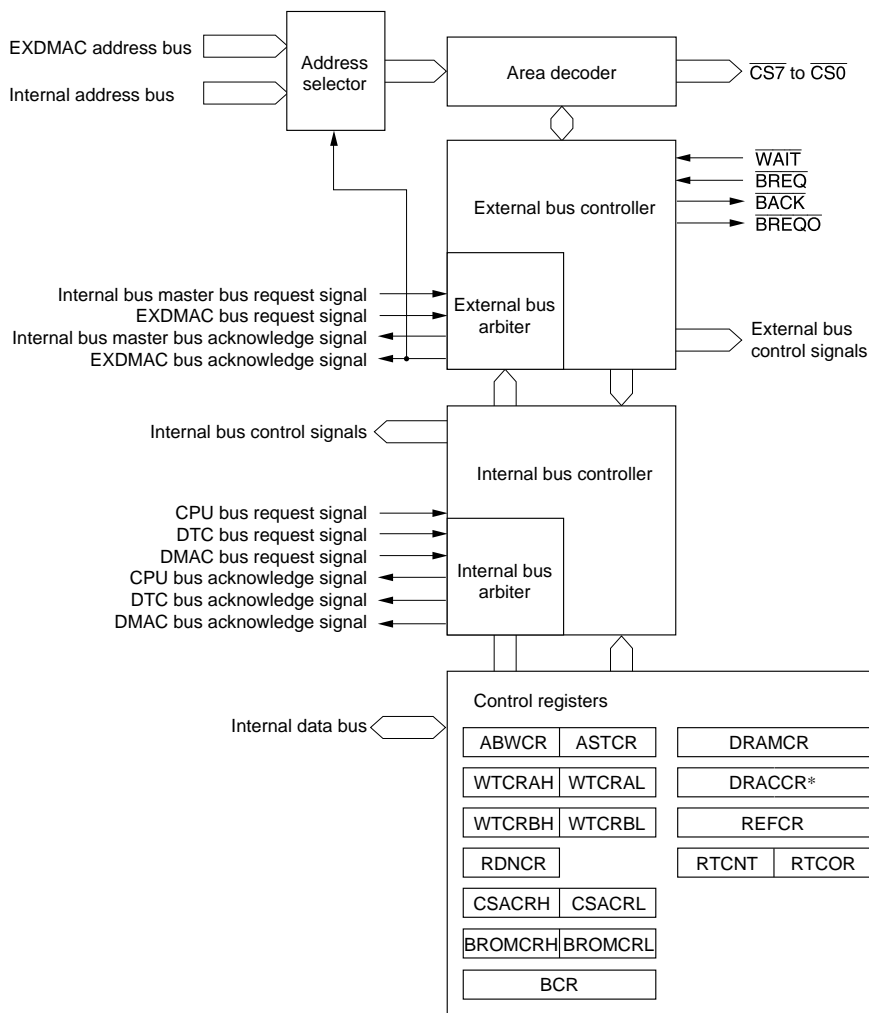 EXDMAC address bus
Internal address bus
Address
selector
Area decoder
CS7 to CS0
External bus controller
WAIT
BREQ
BACK
BREQO
Internal bus master bus request signal
EXDMAC bus request signal
Internal bus master bus acknowledge signal
EXDMAC bus acknowledge signal
External bus
arbiter
External bus
control signals
Internal bus control signals
Internal bus controller
CPU bus request signal
DTC bus request signal
DMAC bus request signal
CPU bus acknowledge signal
DTC bus acknowledge signal
DMAC bus acknowledge signal
Internal bus
arbiter
Internal data bus
Control registers
ABWCR ASTCR DRAMCR
WTCRAH WTCRAL DRACCR*
WTCRBH WTCRBL REFCR
RDNCR RTCNT RTCOR
CSACRH CSACRL
BROMCRH BROMCRL
BCR